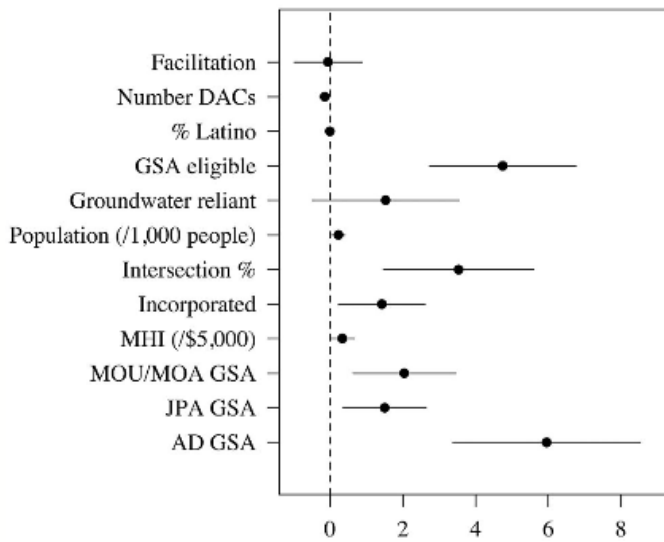 Facilitation
Number DACs
% Latino
GSA eligible
Groundwater reliant
Population (/1,000 people)
Intersection %
Incorporated
MHI (/$5,000)
MOU/MOA GSA
JPA GSA
AD GSA
0 2 4 6 8